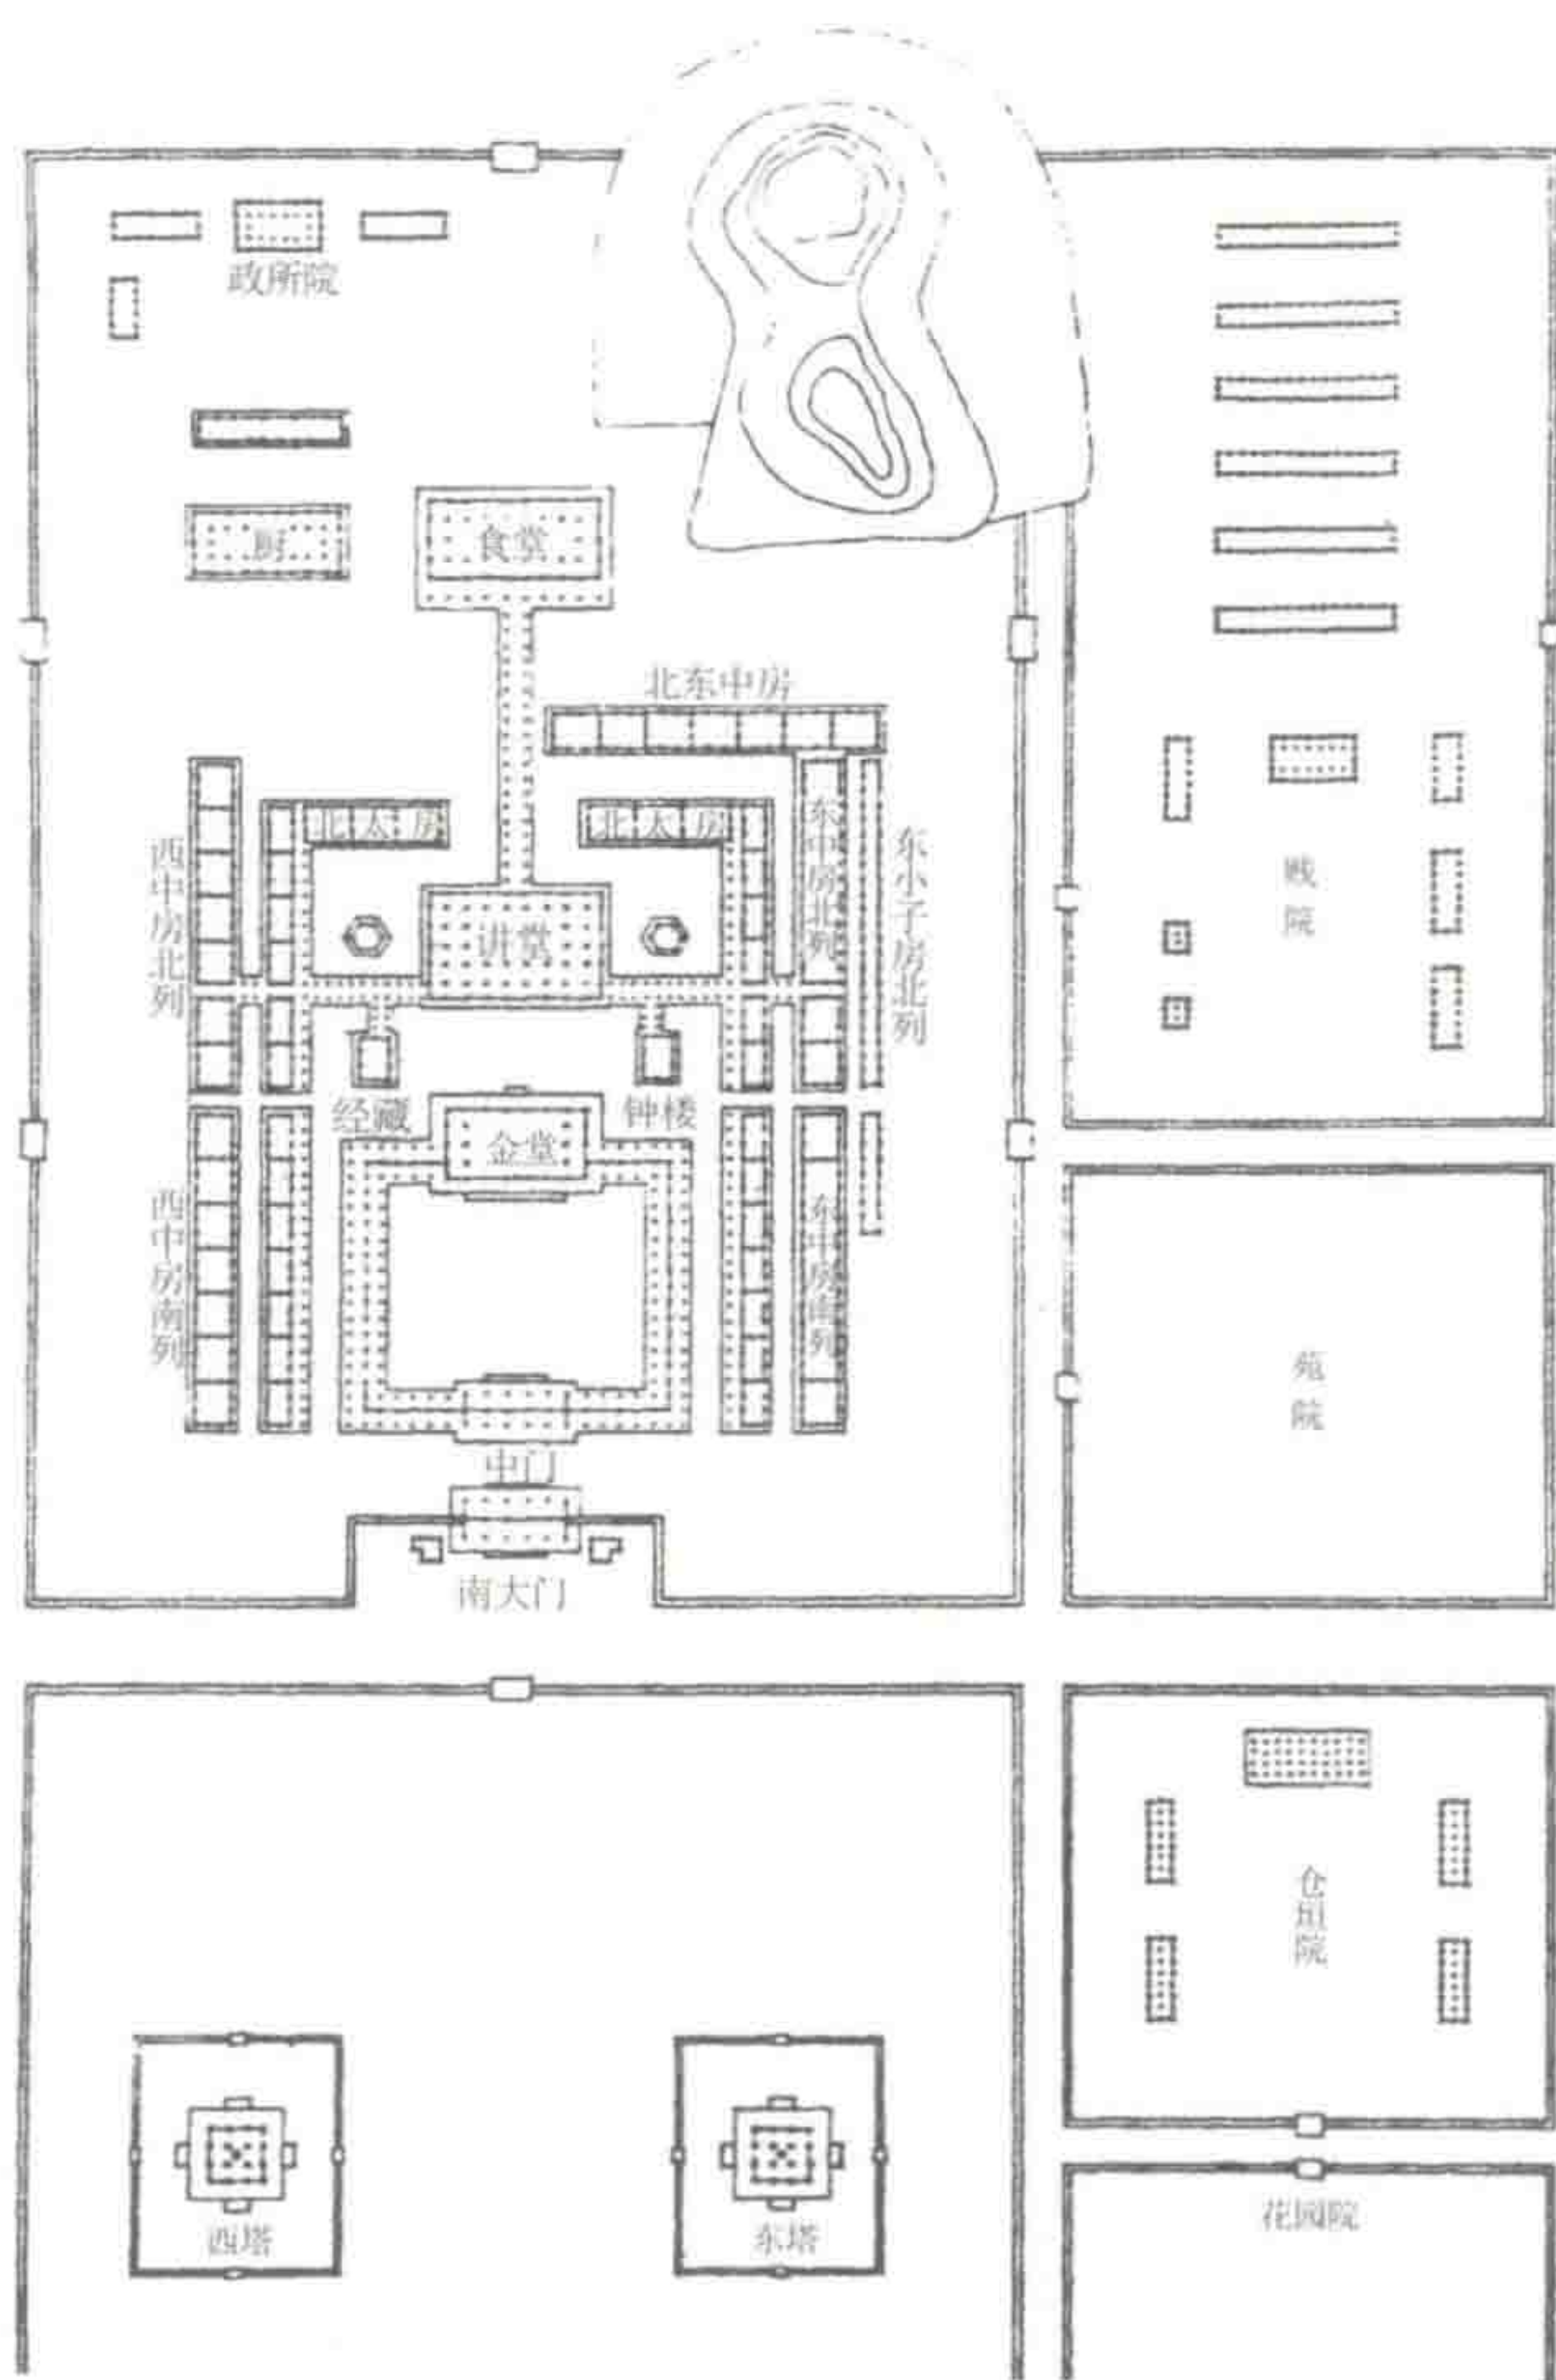 政所院
厨
食堂
北东中房
北太房
北太房
西中房北列
东中房北列
东小子房北列
讲堂
贱院
经藏
钟楼
金堂
西中房南列
东中房南列
苑院
中门
南大门
仓垣院
花园院
西塔
东塔